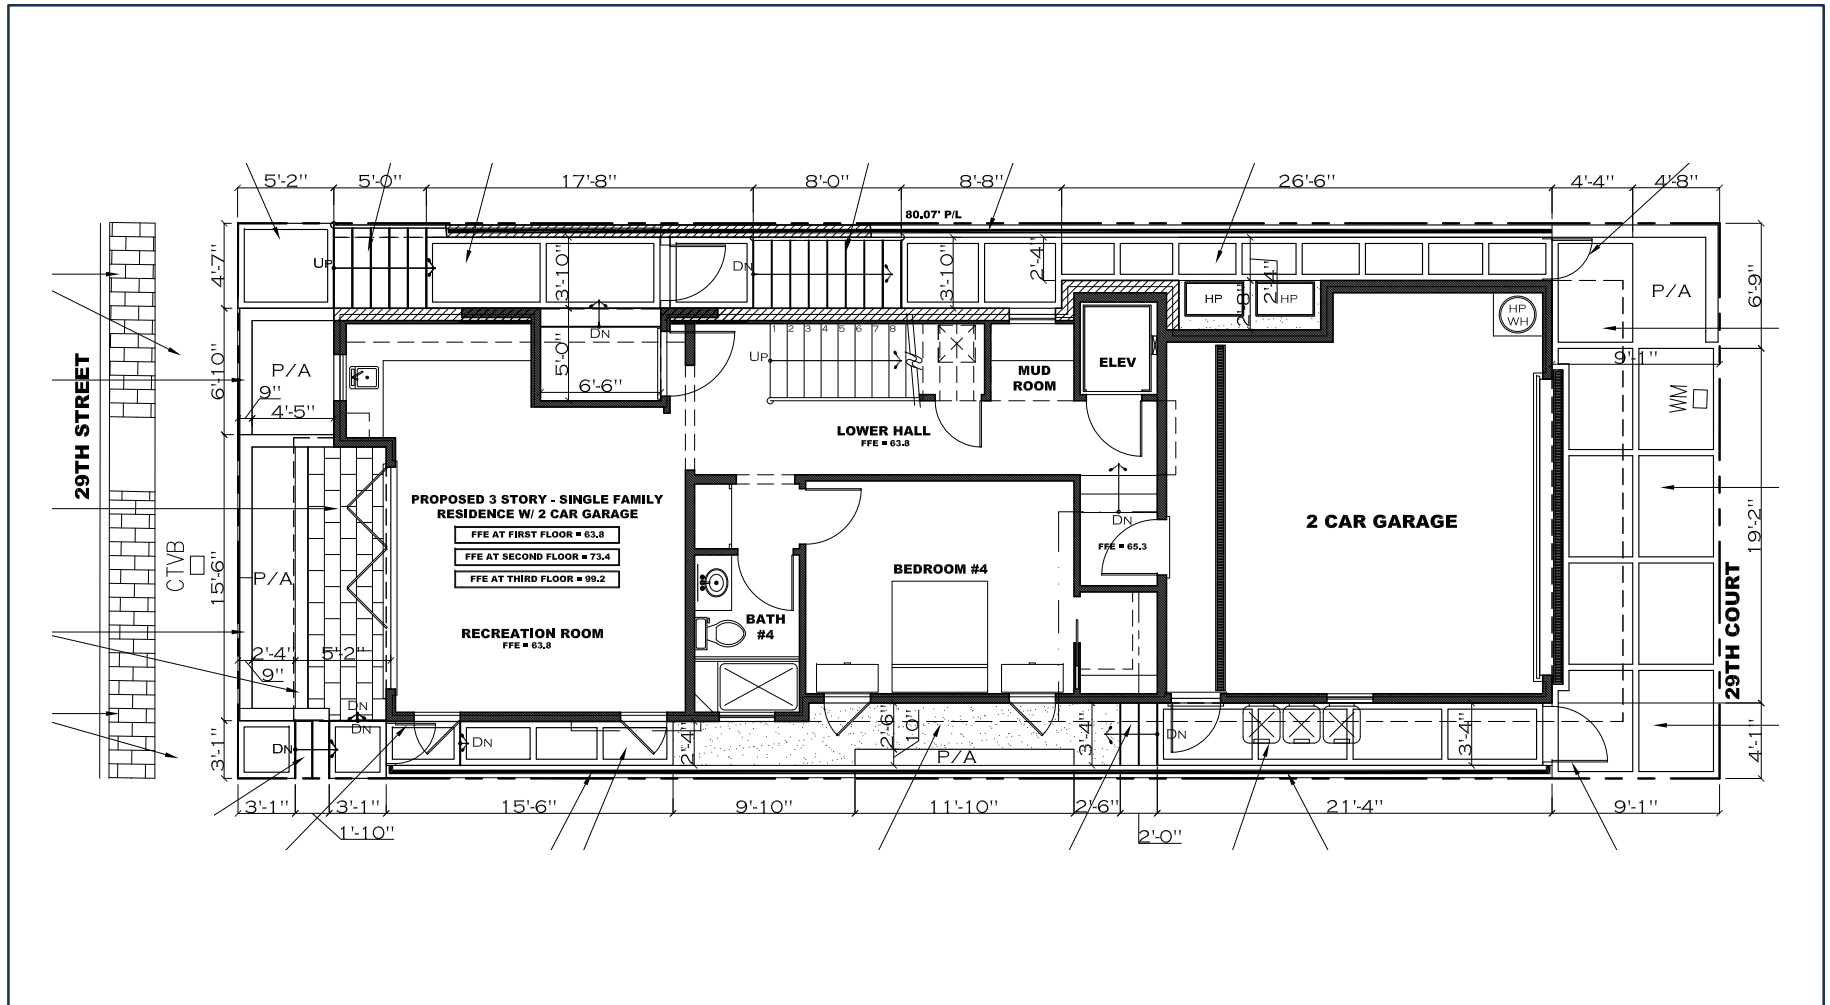 5'-2" 5'-0" 17'-8" 8'-0" 8'-8" 26'-6" 4'-4" 4'-8"
80.07' P/L
4'-7"
UP
3'-10"
DN
3'-10"
2'-4"
2'-4"
2'-8"
HP
HP
HP
WH
P/A
6'-9"
DN
5'-0"
6'-6"
1 2 3 4 5 6 7 8
UP
ELEV
MUD
ROOM
9'-1"
WM
6'-10"
P/A
9"
4'-5"
29TH STREET
LOWER HALL
FFE = 63.8
PROPOSED 3 STORY - SINGLE FAMILY
RESIDENCE W/ 2 CAR GARAGE
FFE AT FIRST FLOOR = 63.8
FFE AT SECOND FLOOR = 73.4
FFE AT THIRD FLOOR = 99.2
DN
FFE = 65.3
2 CAR GARAGE
19'-2"
CTVB
15'-6"
P/A
BEDROOM #4
BATH
#4
RECREATION ROOM
FFE = 63.8
29TH COURT
2'-4"
5'-2"
9"
DN
DN
3'-1"
DN
DN
2'-4"
2'-6"
10"
P/A
3'-4"
DN
3'-4"
4'-1"
3'-1" 3'-1" 15'-6" 9'-10" 11'-10" 2'-6" 21'-4" 9'-1"
1'-10"
2'-0"